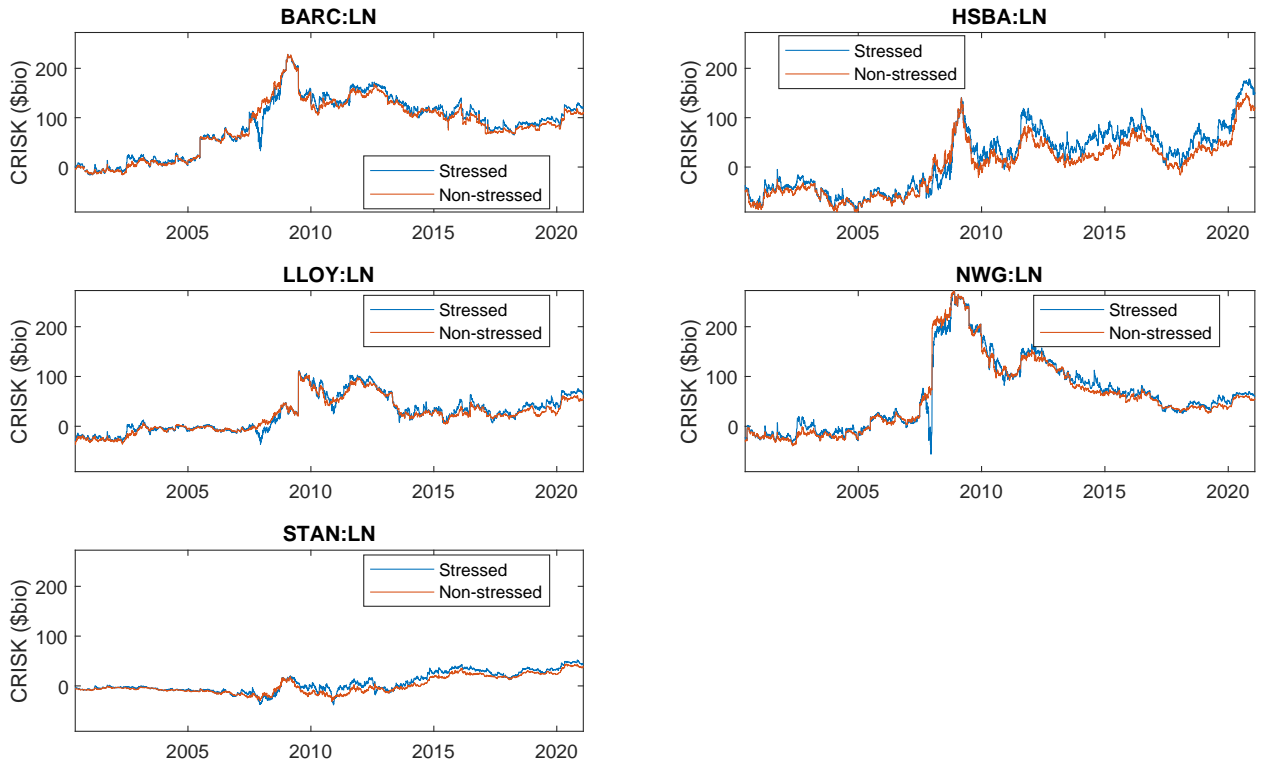 BARC:LN
CRISK ($bio)
200
100
0
Stressed
Non-stressed
2005 2010 2015 2020
HSBA:LN
CRISK ($bio)
200
100
0
Stressed
Non-stressed
2005 2010 2015 2020
LLOY:LN
CRISK ($bio)
200
100
0
Stressed
Non-stressed
2005 2010 2015 2020
NWG:LN
CRISK ($bio)
200
100
0
Stressed
Non-stressed
2005 2010 2015 2020
STAN:LN
CRISK ($bio)
200
100
0
Stressed
Non-stressed
2005 2010 2015 2020